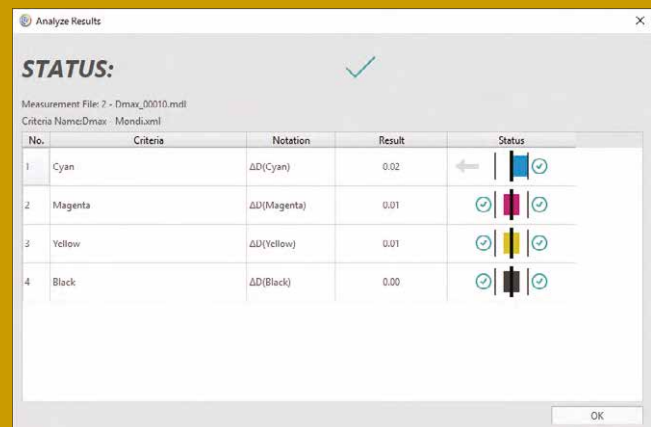 Analyze Results
STATUS:
Measurement File: 2 - Dmax_00010.mdl
Criteria Name:Dmax - Mondi.xml
No. Criteria Notation Result Status
1 Cyan ΔD(Cyan) 0.02
2 Magenta ΔD(Magenta) 0.01
3 Yellow ΔD(Yellow) 0.01
4 Black ΔD(Black) 0.00
OK